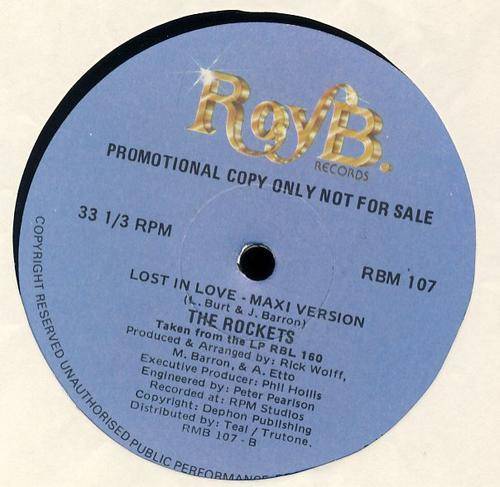 RoyB.
RECORDS
PROMOTIONAL COPY ONLY NOT FOR SALE
33 1/3 RPM
RBM 107
LOST IN LOVE - MAXI VERSION
(L. Burt & J. Barron)
THE ROCKETS
Taken from the LP RBL 160
Produced & Arranged by: Rick Wolff,
M. Barron, & A. Etto
Executive Producer: Phil Hollis
Engineered by: Peter Pearlson
Recorded at: RPM Studios
Copyright: Dephon Publishing
Distributed by: Teal / Trutone.
RMB 107 - B
COPYRIGHT RESERVED UNAUTHORISED PUBLIC PERFORMANCE